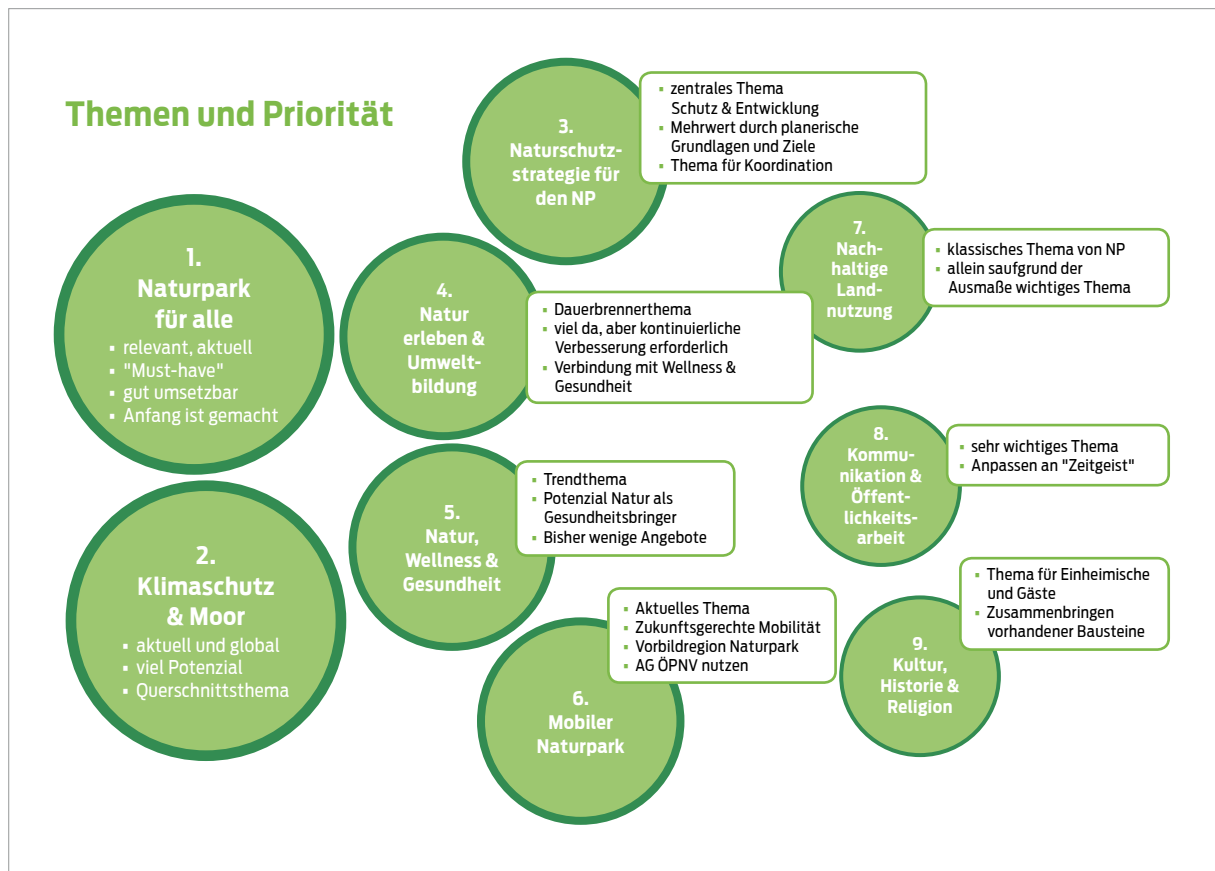 Themen und Priorität
1.
Naturpark
für alle
▪ relevant, aktuell
▪ "Must-have"
▪ gut umsetzbar
▪ Anfang ist gemacht
2.
Klimaschutz
& Moor
▪ aktuell und global
▪ viel Potenzial
▪ Querschnittsthema
3.
Naturschutz-
strategie für
den NP
▪ zentrales Thema
Schutz & Entwicklung
▪ Mehrwert durch planerische
Grundlagen und Ziele
▪ Thema für Koordination
4.
Natur
erleben &
Umwelt-
bildung
▪ Dauerbrennerthema
▪ viel da, aber kontinuierliche
Verbesserung erforderlich
▪ Verbindung mit Wellness &
Gesundheit
5.
Natur,
Wellness &
Gesundheit
▪ Trendthema
▪ Potenzial Natur als
Gesundheitsbringer
▪ Bisher wenige Angebote
6.
Mobiler
Naturpark
▪ Aktuelles Thema
▪ Zukunftsgerechte Mobilität
▪ Vorbildregion Naturpark
▪ AG ÖPNV nutzen
7.
Nach-
haltige
Land-
nutzung
▪ klassisches Thema von NP
▪ allein saufgrund der
Ausmaße wichtiges Thema
8.
Kommu-
nikation &
Öffent-
lichkeits-
arbeit
▪ sehr wichtiges Thema
▪ Anpassen an "Zeitgeist"
9.
Kultur,
Historie &
Religion
▪ Thema für Einheimische
und Gäste
▪ Zusammenbringen
vorhandener Bausteine